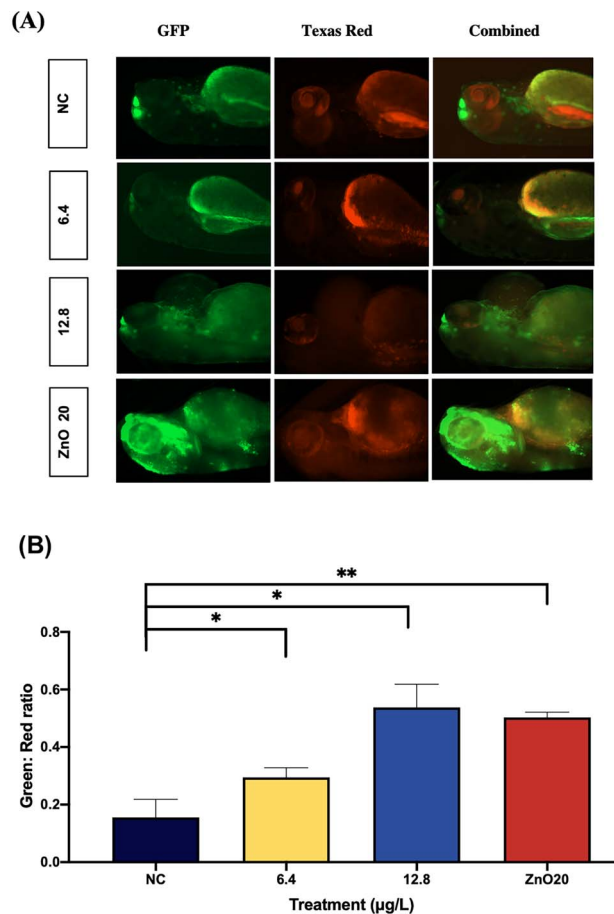 (A)
GFP Texas Red Combined
NC
6.4
12.8
ZnO 20
(B)
**
*
*
0.8
0.6
0.4
0.2
0.0
Green: Red ratio
NC 6.4 12.8 ZnO20
Treatment (µg/L)